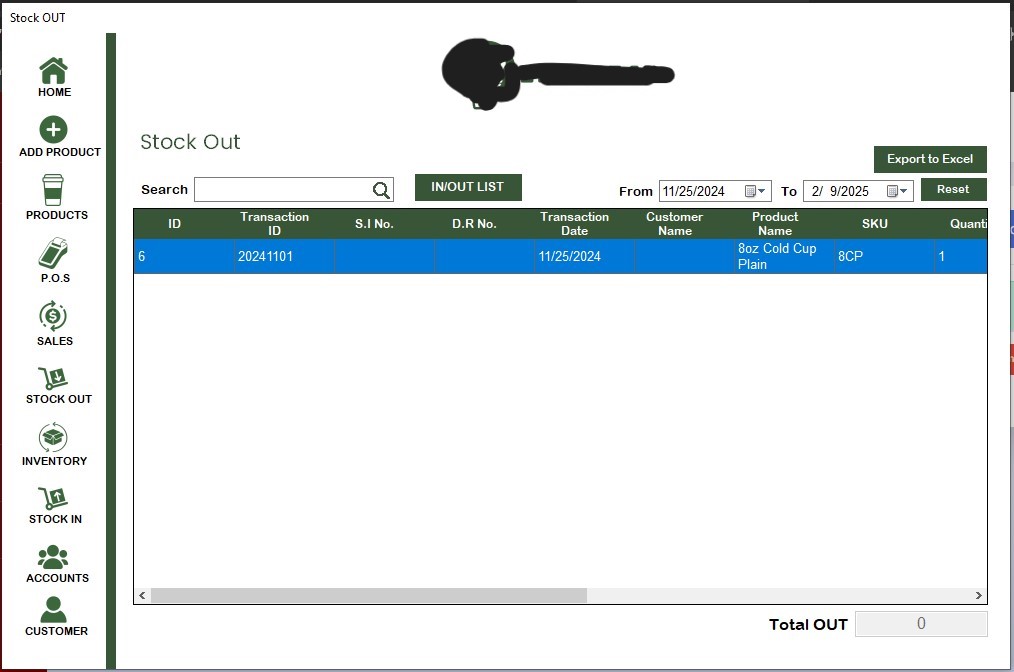 Stock OUT
HOME
ADD PRODUCT
PRODUCTS
P.O.S
SALES
STOCK OUT
INVENTORY
STOCK IN
ACCOUNTS
CUSTOMER
Stock Out
Export to Excel
Search
IN/OUT LIST
From 11/25/2024 To 2/ 9/2025 Reset
ID Transaction ID S.I No. D.R No. Transaction Date Customer Name Product Name SKU Quanti
6 20241101 11/25/2024 8oz Cold Cup Plain 8CP 1
Total OUT 0